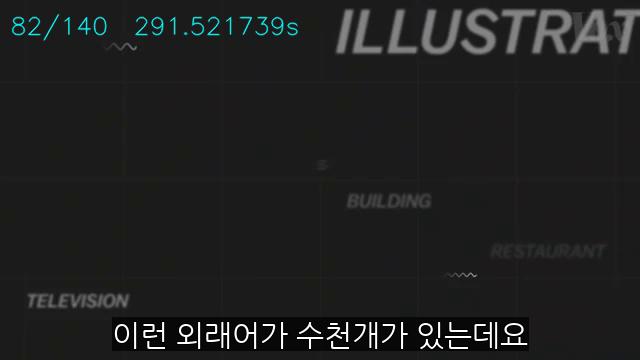 82/140 291.521739s
ILLUSTRAT
BUILDING
RESTAURANT
TELEVISION
이런 외래어가 수천개가 있는데요